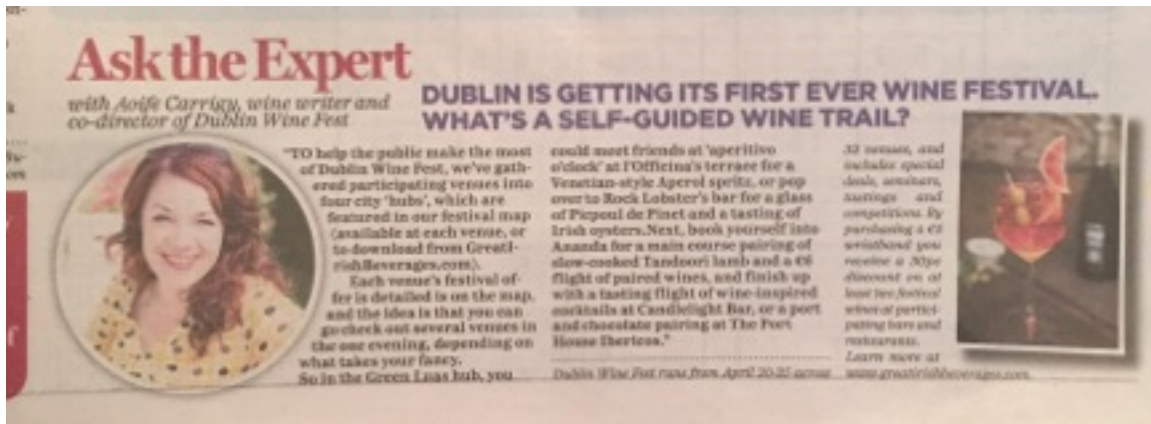 Ask the Expert
with Aoife Carrigy, wine writer and
co-director of Dublin Wine Fest
DUBLIN IS GETTING ITS FIRST EVER WINE FESTIVAL.
WHAT'S A SELF-GUIDED WINE TRAIL?
"TO help the public make the most
of Dublin Wine Fest, we've gath-
ered participating venues into
four city 'hubs', which are
featured in our festival map
(available at each venue, or
to download from GreatI-
rishBeverages.com).
Each venue's festival of-
fer is detailed is on the map,
and the idea is that you can
go check out several venues in
the one evening, depending on
what takes your fancy.
So in the Green Luas hub, you
could meet friends at 'aperitivo
o'clock' at l'Officina's terrace for a
Venetian-style Aperol spritz, or pop
over to Rock Lobster's bar for a glass
of Picpoul de Pinet and a tasting of
Irish oysters.Next, book yourself into
Ananda for a main course pairing of
slow-cooked Tandoori lamb and a €6
flight of paired wines, and finish up
with a tasting flight of wine-inspired
cocktails at Candlelight Bar, or a port
and chocolate pairing at The Port
House Ibericos."
Dublin Wine Fest runs from April 20-25 across
32 venues, and
includes special
deals, seminars,
tastings and
competitions. By
purchasing a
wristband you
receive a
discount on at
least two festival
wines at partici-
pating bars and
restaurants.
Learn more at
www.greatirishbeverages.com